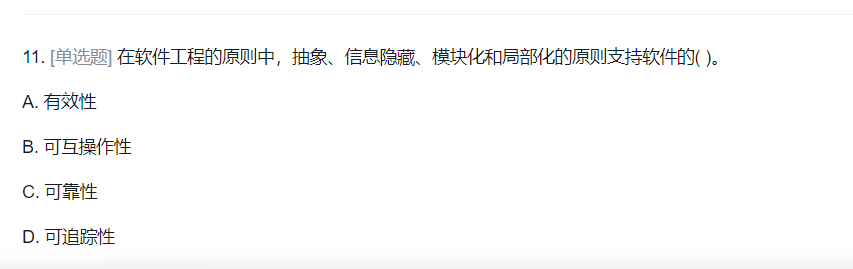 11. [单选题] 在软件工程的原则中，抽象、信息隐藏、模块化和局部化的原则支持软件的( )。
A. 有效性
B. 可互操作性
C. 可靠性
D. 可追踪性